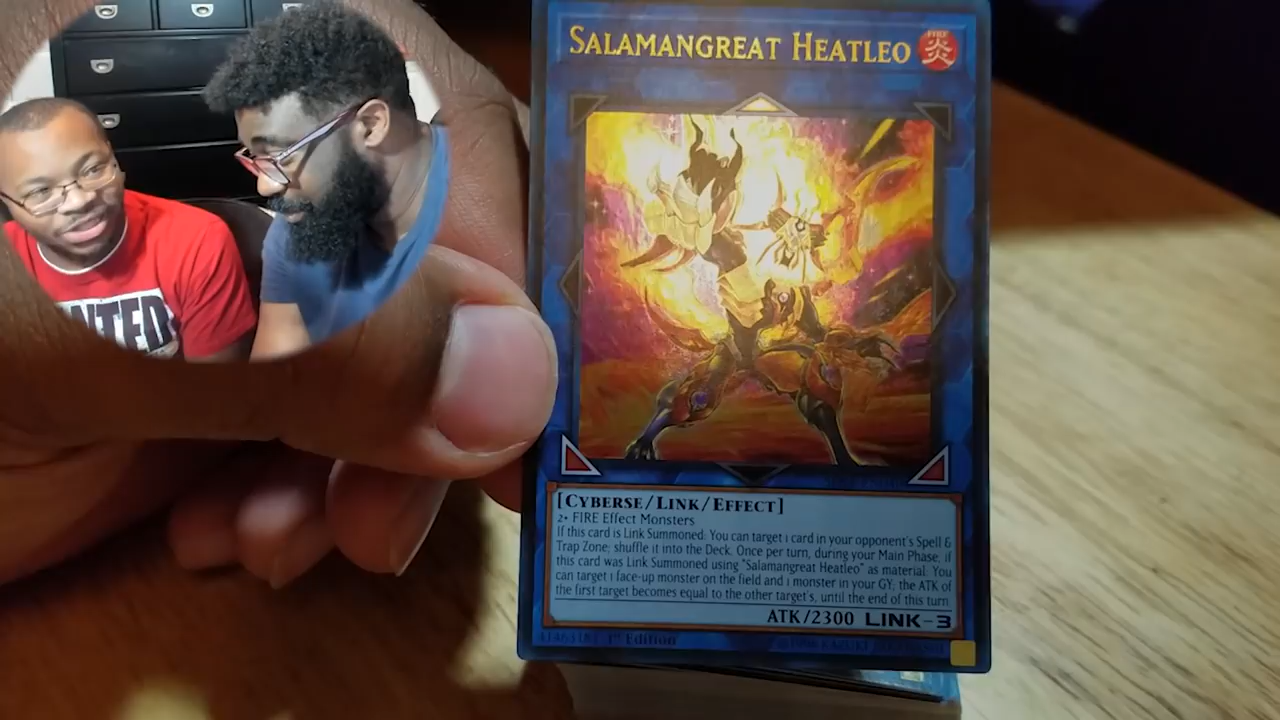 SALAMANGREAT HEATLEO
FIRE
炎
NTED
[CYBERSE/LINK/EFFECT]
2+ FIRE Effect Monsters
If this card is Link Summoned: You can target 1 card in your opponent's Spell &
Trap Zone; shuffle it into the Deck. Once per turn, during your Main Phase, if
this card was Link Summoned using "Salamangreat Heatleo" as material: You
can target 1 face-up monster on the field and 1 monster in your GY; the ATK of
the first target becomes equal to the other target's, until the end of this turn.
ATK/2300 LINK-3
1st Edition